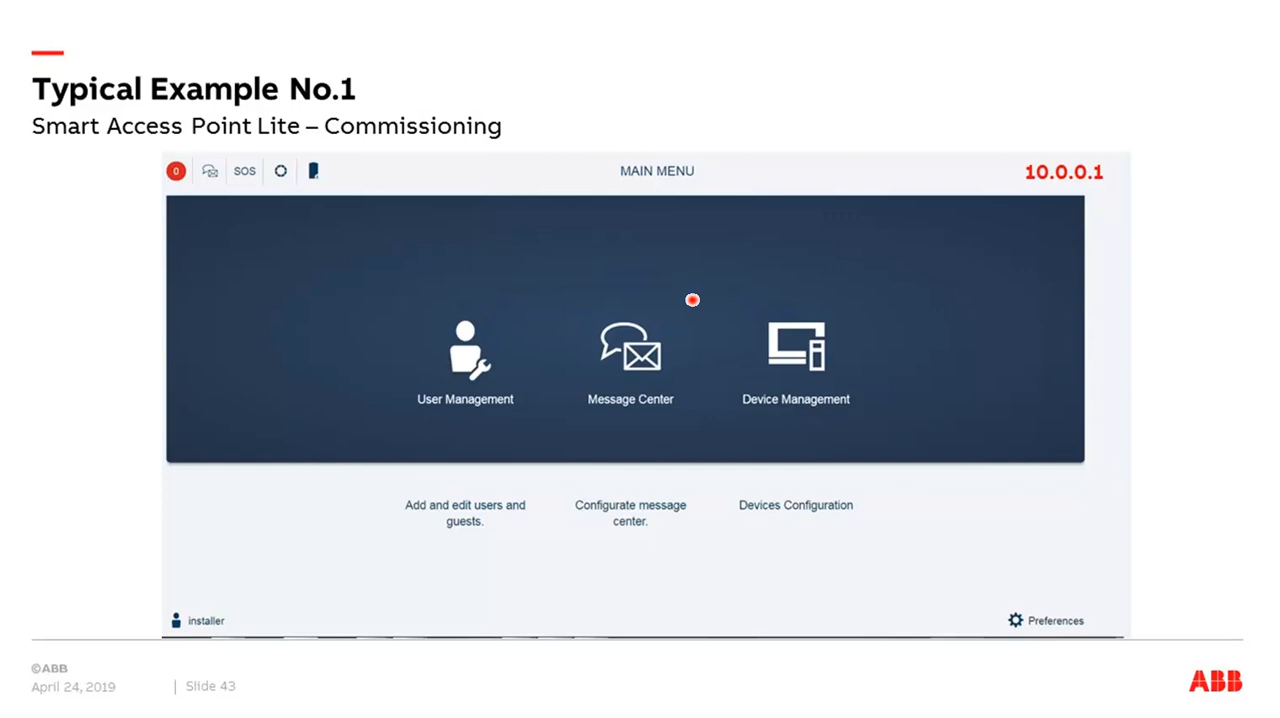 Typical Example No.1
Smart Access Point Lite – Commissioning
0
SOS
MAIN MENU
10.0.0.1
User Management
Message Center
Device Management
Add and edit users and
guests.
Configurate message
center.
Devices Configuration
installer
Preferences
©ABB
April 24, 2019
| Slide 43
ABB